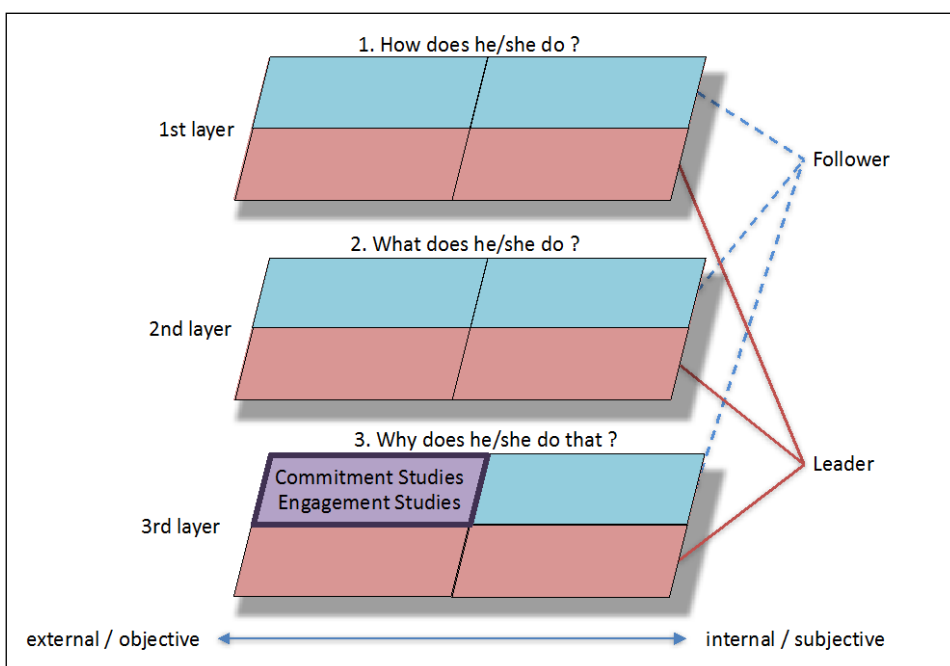 1. How does he/she do ?
1st layer
Follower
2. What does he/she do ?
2nd layer
3. Why does he/she do that ?
Leader
Commitment Studies
Engagement Studies
3rd layer
external / objective
internal / subjective